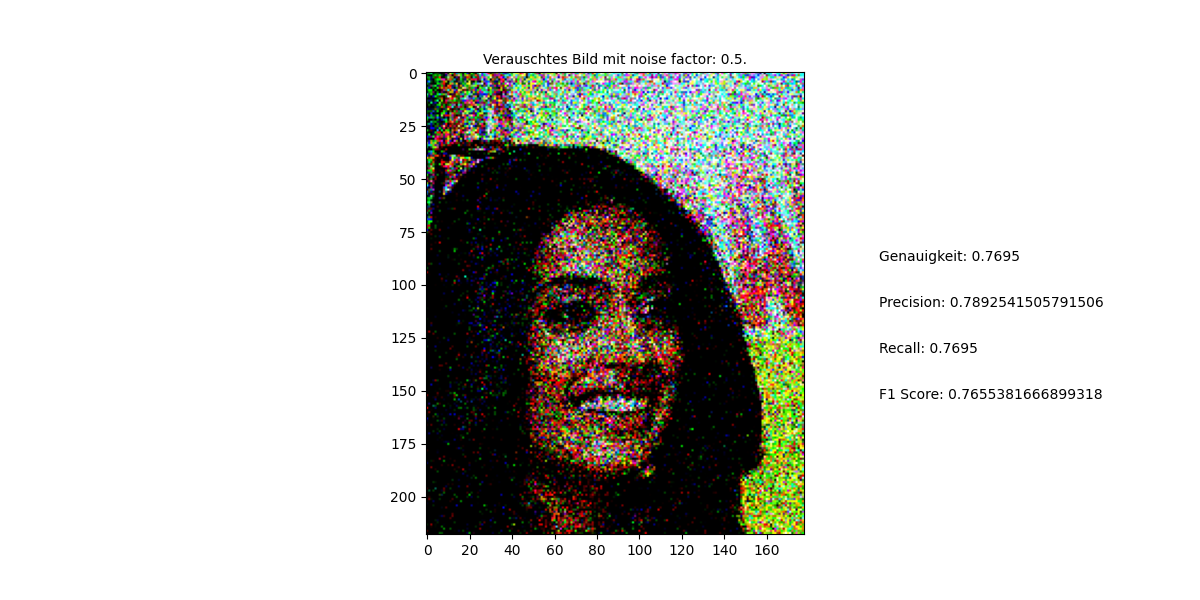 Verauschtes Bild mit noise factor: 0.5.
0
25
50
75
100
125
150
175
200
0 20 40 60 80 100 120 140 160
Genauigkeit: 0.7695
Precision: 0.7892541505791506
Recall: 0.7695
F1 Score: 0.7655381666899318